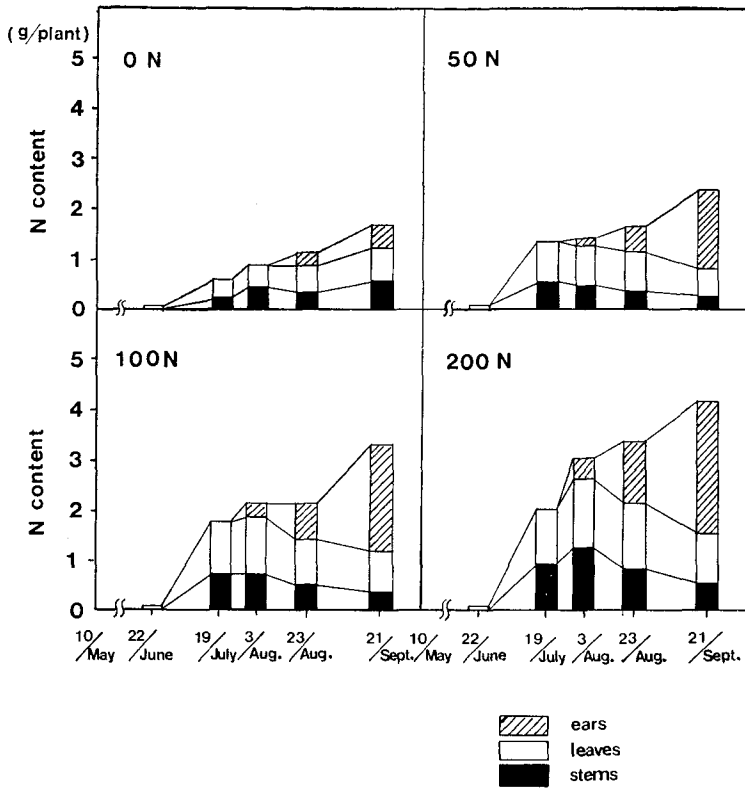 (g/plant)
0 N
50 N
5
4
3
2
1
0
N content
100N
200N
5
4
3
2
1
0
N content
10/May 22/June 19/July 3/Aug. 23/Aug. 21/Sept. 10/May 22/June 19/July 3/Aug. 23/Aug. 21/Sept.
ears
leaves
stems